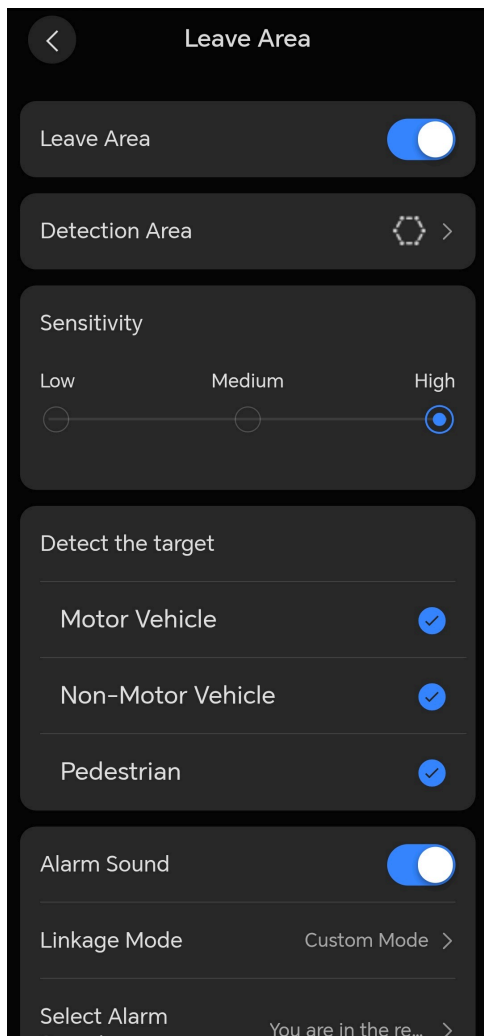 Leave Area
Leave Area
Detection Area
Sensitivity
Low Medium High
Detect the target
Motor Vehicle
Non-Motor Vehicle
Pedestrian
Alarm Sound
Linkage Mode Custom Mode
Select Alarm
You are in the re...